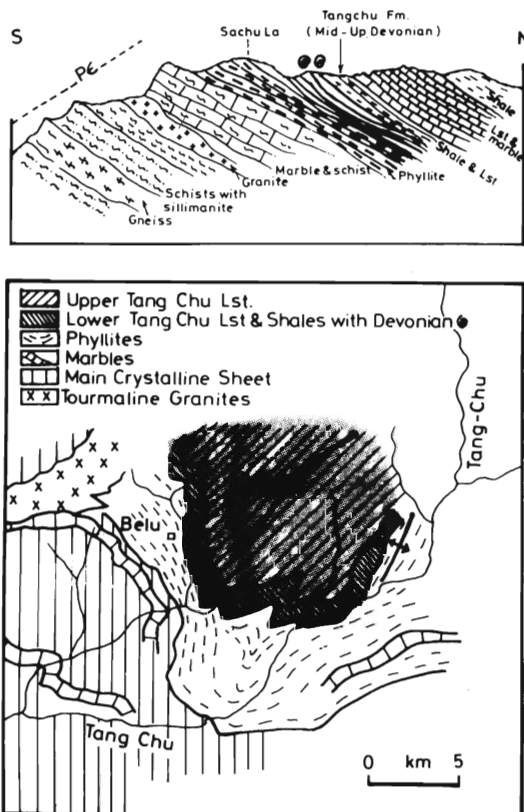 S
N
PЄ
Sachu La
Tangchu Fm.
(Mid-Up. Devonian)
Shale
Lst &
marble
Shale & Lst
Phyllite
Marble & schist
Granite
Schists with
sillimanite
Gneiss
Upper Tang Chu Lst.
Lower Tang Chu Lst & Shales with Devonian
Phyllites
Marbles
Main Crystalline Sheet
Tourmaline Granites
Tang-Chu
Belu
Tang Chu
0 km 5